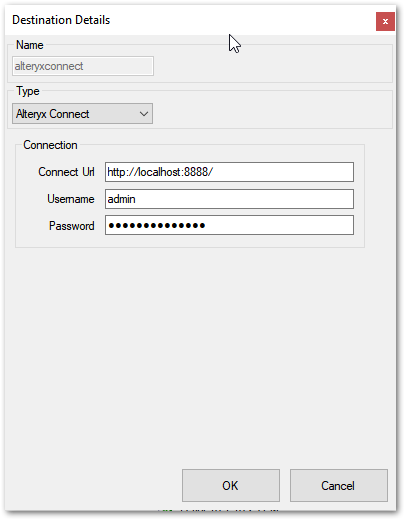 Destination Details
x
Name
alteryxconnect
Type
Alteryx Connect
Connection
Connect Url http://localhost:8888/
Username admin
Password ●●●●●●●●●●●●●●
OK Cancel